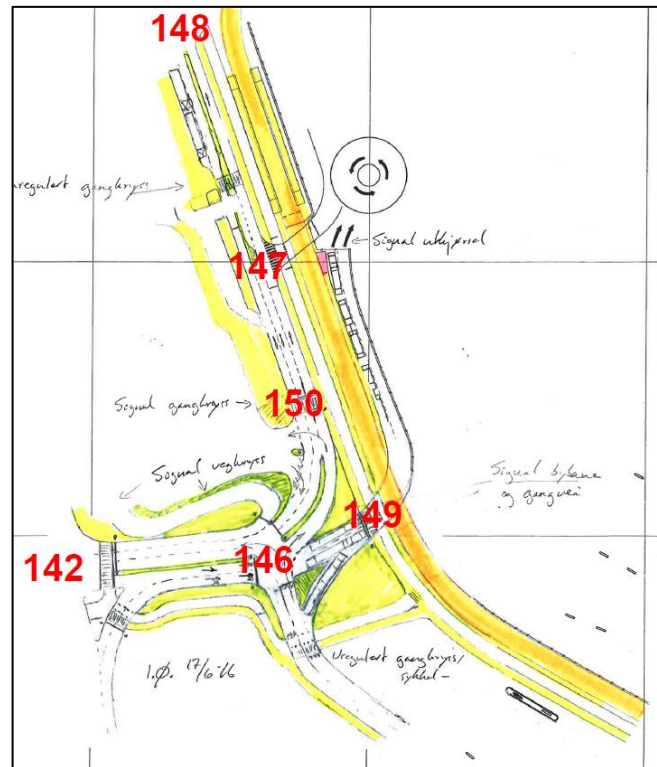 148
uregulert gangkryss
Signal utkjørsel
147
Signal gangkryss →
150
Signal vegkryss
Signal bybane
og gangvei
149
142
146
I.Ø. 17/6-16
Uregulert gangkryss/
sykkel-